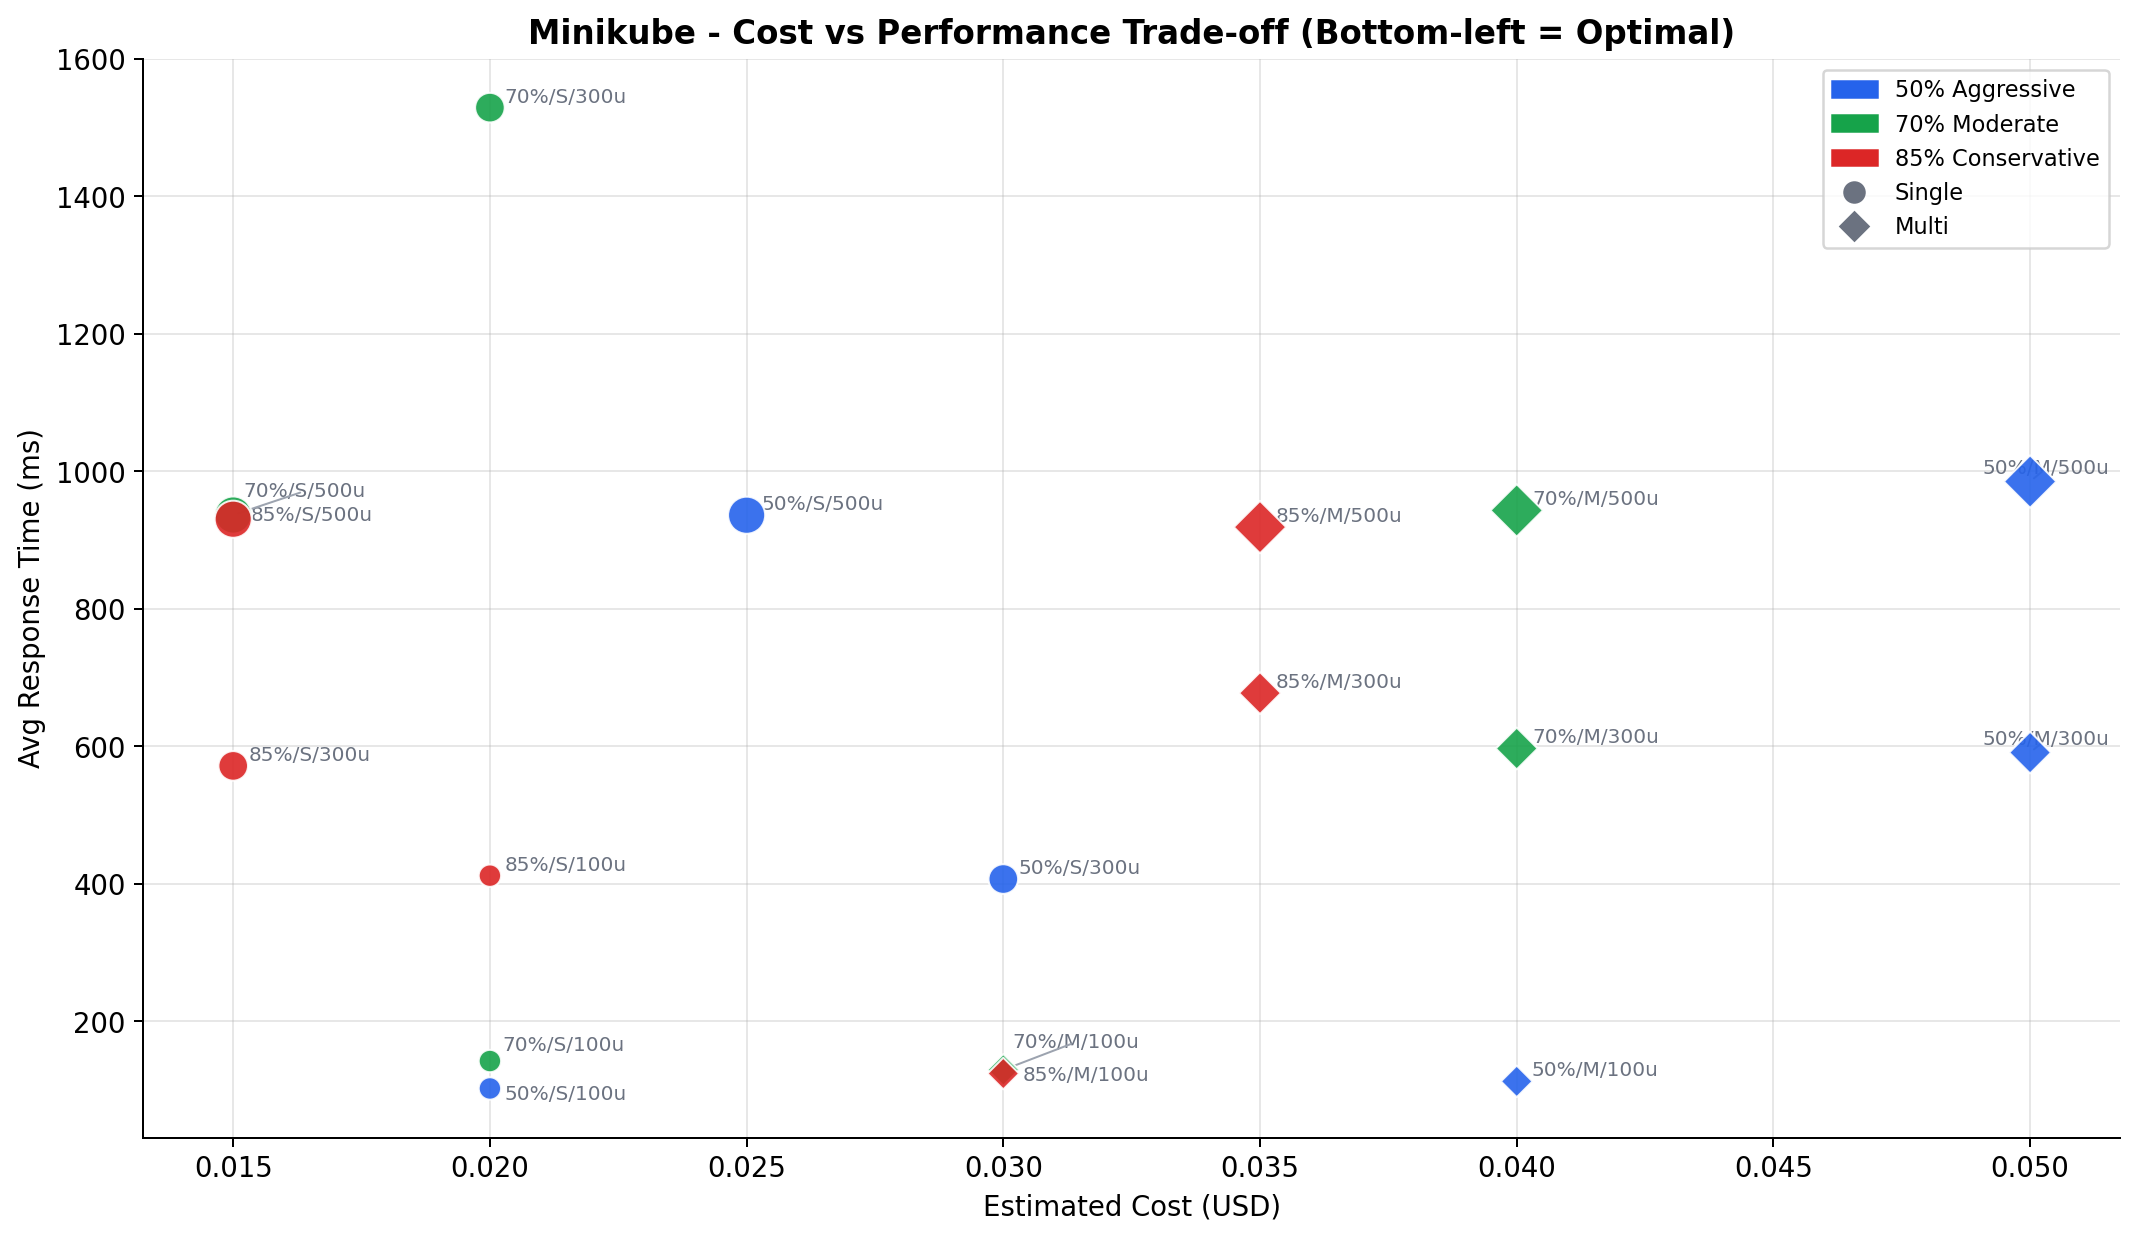 Minikube - Cost vs Performance Trade-off (Bottom-left = Optimal)
1600
1400
1200
1000
800
600
400
200
Avg Response Time (ms)
50% Aggressive
70% Moderate
85% Conservative
Single
Multi
70%/S/300u
70%/S/500u
85%/S/500u
50%/S/500u
85%/M/500u
70%/M/500u
50%/M/500u
85%/M/300u
70%/M/300u
50%/M/300u
85%/S/300u
85%/S/100u
50%/S/300u
70%/S/100u
50%/S/100u
70%/M/100u
85%/M/100u
50%/M/100u
0.015 0.020 0.025 0.030 0.035 0.040 0.045 0.050
Estimated Cost (USD)